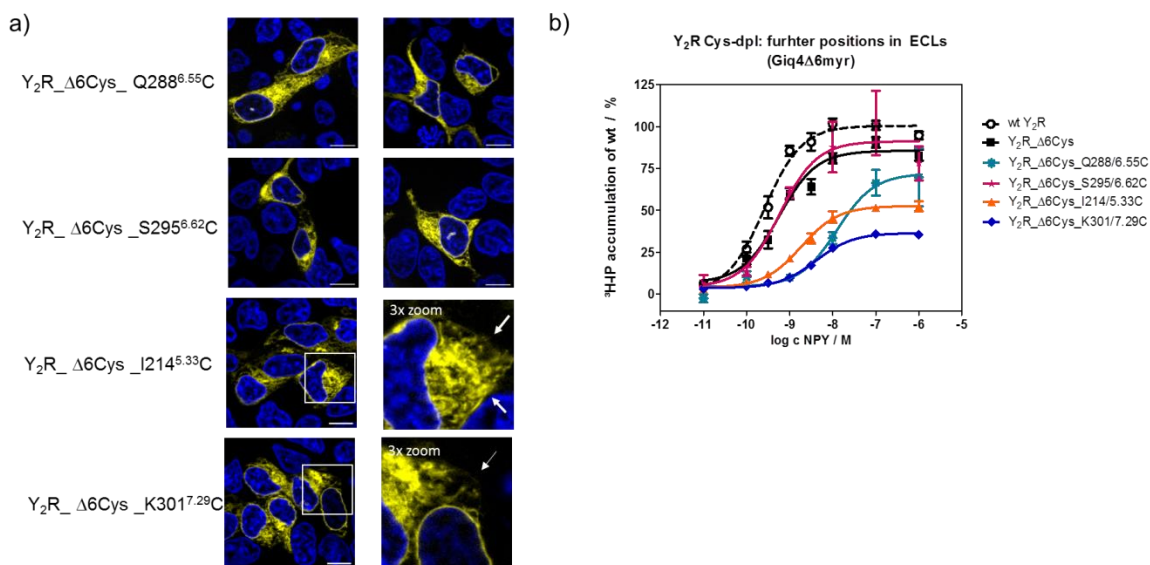 a)
Y₂R_Δ6Cys_ Q288⁶·⁵⁵C
Y₂R_ Δ6Cys _S295⁶·⁶²C
Y₂R_ Δ6Cys _I214⁵·³³C
3x zoom
Y₂R_ Δ6Cys _K301⁷·²⁹C
3x zoom
b)
Y₂R Cys-dpl: furhter positions in ECLs
(Giq4Δ6myr)
³H-IP accumulation of wt / %
125
100
75
50
25
0
-12 -11 -10 -9 -8 -7 -6 -5
log c NPY / M
wt Y₂R
Y₂R_Δ6Cys
Y₂R_Δ6Cys_Q288/6.55C
Y₂R_Δ6Cys_S295/6.62C
Y₂R_Δ6Cys_I214/5.33C
Y₂R_Δ6Cys_K301/7.29C